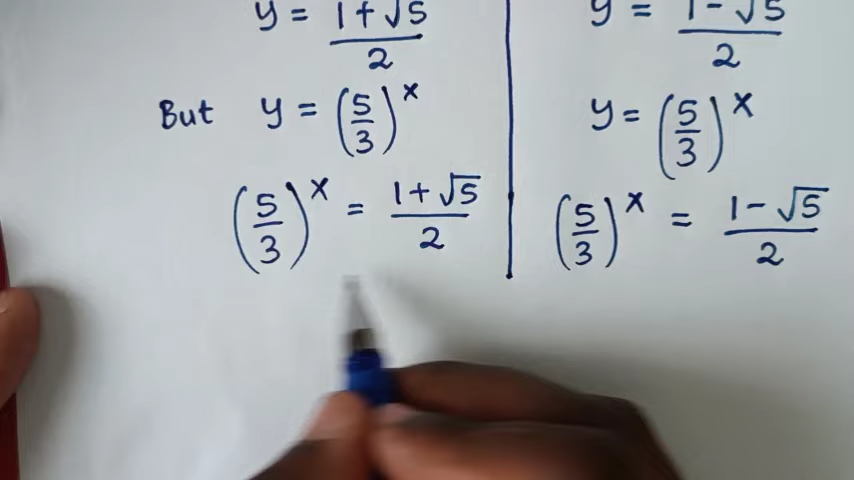 y = (1 + √5)/2
But y = (5/3)^x
(5/3)^x = (1 + √5)/2
y = (1 - √5)/2
y = (5/3)^x
(5/3)^x = (1 - √5)/2